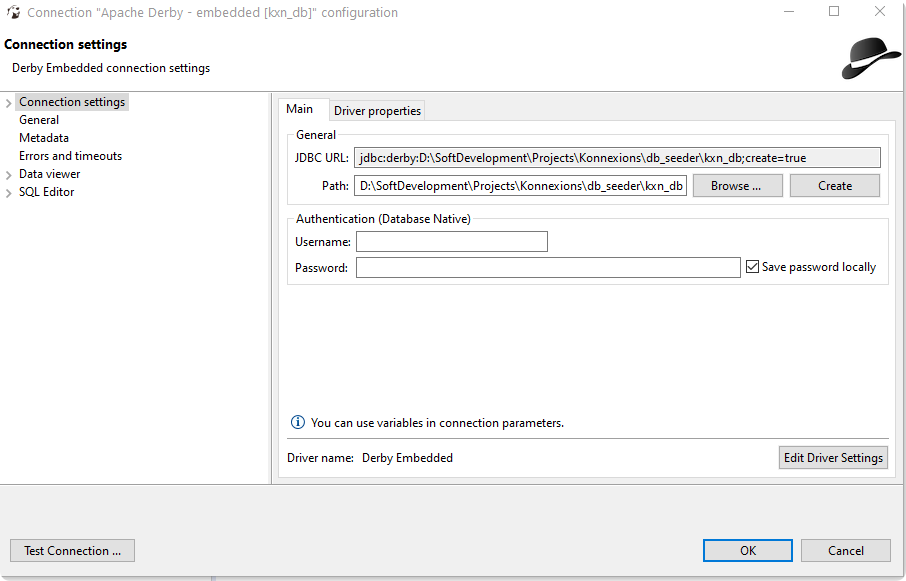 Connection "Apache Derby - embedded [kxn_db]" configuration
Connection settings
Derby Embedded connection settings
Connection settings
General
Metadata
Errors and timeouts
Data viewer
SQL Editor
Main
Driver properties
General
JDBC URL: jdbc:derby:D:\SoftDevelopment\Projects\Konnexions\db_seeder\kxn_db;create=true
Path: D:\SoftDevelopment\Projects\Konnexions\db_seeder\kxn_db Browse ... Create
Authentication (Database Native)
Username:
Password: Save password locally
You can use variables in connection parameters.
Driver name: Derby Embedded Edit Driver Settings
Test Connection ... OK Cancel